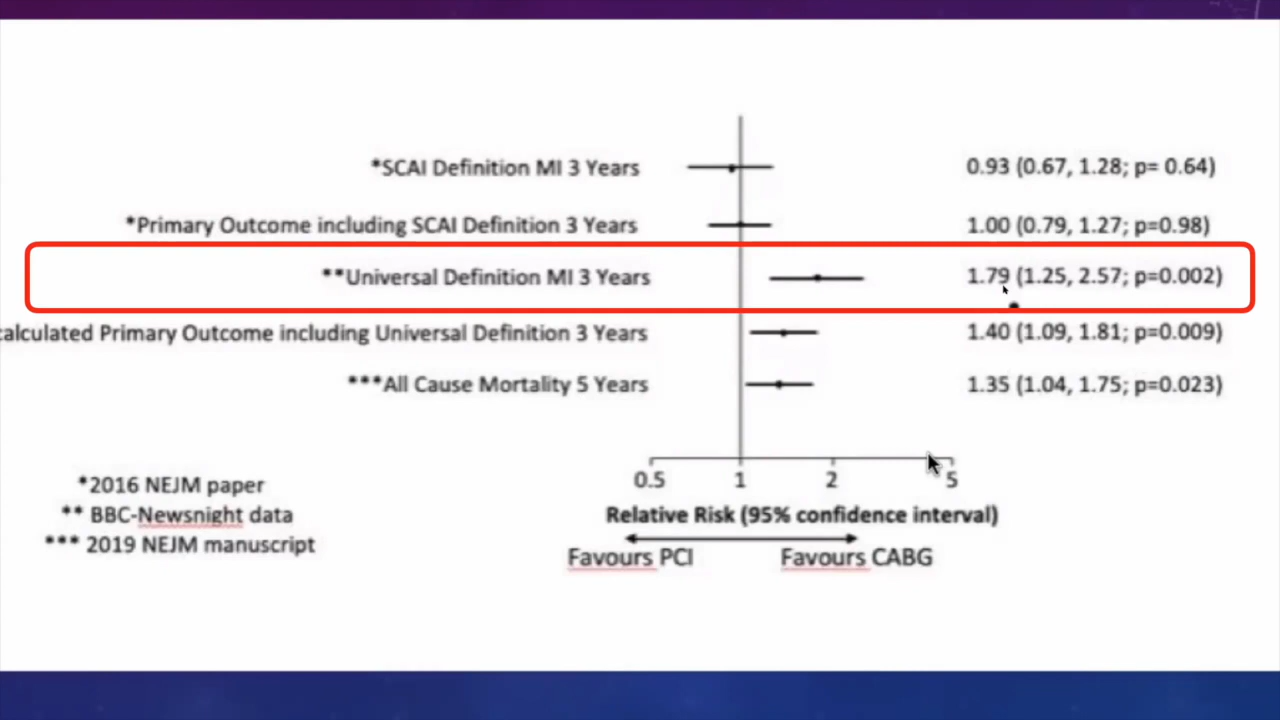 *SCAI Definition MI 3 Years 0.93 (0.67, 1.28; p= 0.64)
*Primary Outcome including SCAI Definition 3 Years 1.00 (0.79, 1.27; p=0.98)
**Universal Definition MI 3 Years 1.79 (1.25, 2.57; p=0.002)
calculated Primary Outcome including Universal Definition 3 Years 1.40 (1.09, 1.81; p=0.009)
***All Cause Mortality 5 Years 1.35 (1.04, 1.75; p=0.023)
0.5 1 2 5
Relative Risk (95% confidence interval)
Favours PCI Favours CABG
*2016 NEJM paper
** BBC-Newsnight data
*** 2019 NEJM manuscript